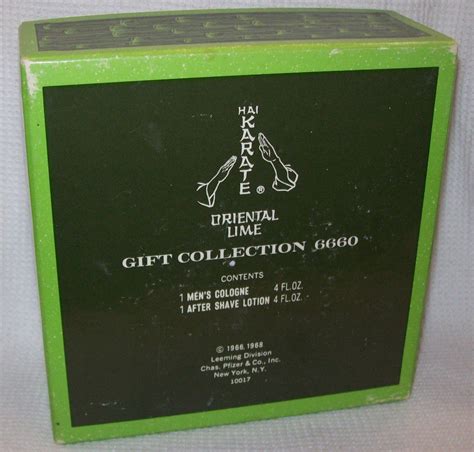 HAI
KARATE ®
ORIENTAL
LIME
GIFT COLLECTION 6660
CONTENTS
1 MEN'S COLOGNE 4 FL.OZ.
1 AFTER SHAVE LOTION 4 FL.OZ.
© 1966, 1968
Leeming Division
Chas. Pfizer & Co., Inc.
New York, N.Y.
10017